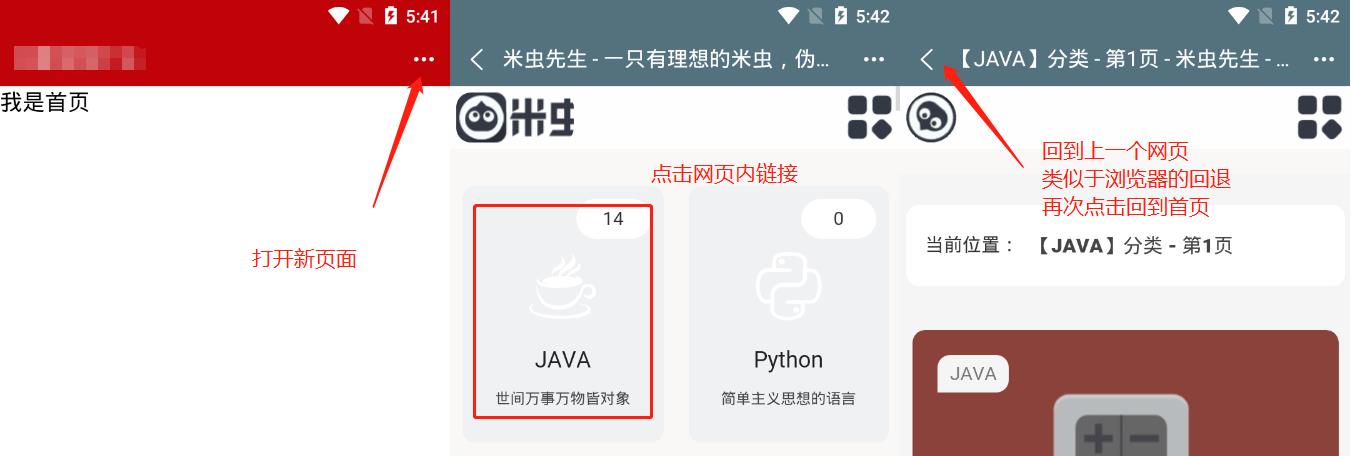 5:41
我是首页
打开新页面
5:42
米虫先生 - 一只有理想的米虫，伪...
米虫
点击网页内链接
14
JAVA
世间万事万物皆对象
0
Python
简单主义思想的语言
5:42
【JAVA】分类 - 第1页 - 米虫先生 - ...
回到上一个网页
类似于浏览器的回退
再次点击回到首页
当前位置： 【JAVA】分类 - 第1页
JAVA